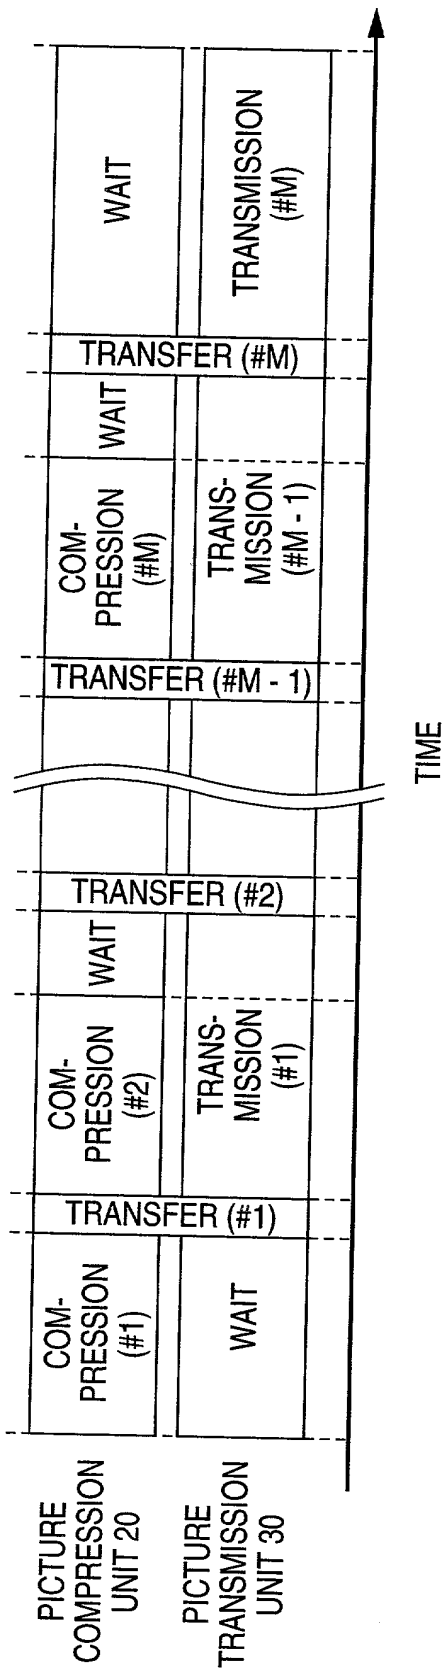 PICTURE
COMPRESSION
UNIT 20
COM-
PRESSION
(#1)
TRANSFER (#1)
COM-
PRESSION
(#2)
WAIT
TRANSFER (#2)
TRANSFER (#M - 1)
COM-
PRESSION
(#M)
WAIT
TRANSFER (#M)
WAIT
PICTURE
TRANSMISSION
UNIT 30
WAIT
TRANS-
MISSION
(#1)
TRANS-
MISSION
(#M - 1)
TRANSMISSION
(#M)
TIME